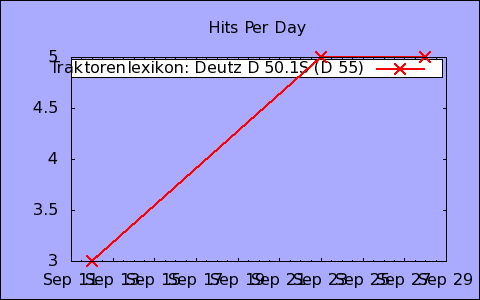 Hits Per Day
Traktorenlexikon: Deutz D 50.1S (D 55)
5
4.5
4
3.5
3
Sep 11 Sep 13 Sep 15 Sep 17 Sep 19 Sep 21 Sep 23 Sep 25 Sep 27 Sep 29